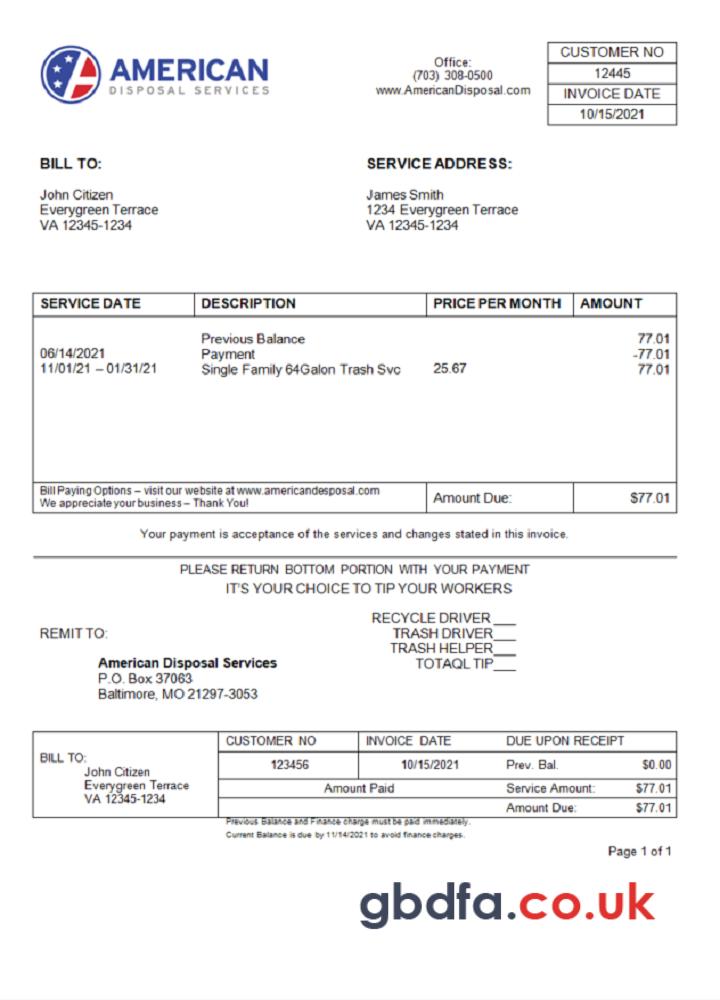 AMERICAN
DISPOSAL SERVICES
Office:
(703) 308-0500
www.AmericanDisposal.com
CUSTOMER NO
12445
INVOICE DATE
10/15/2021
BILL TO:
John Citizen
Everygreen Terrace
VA 12345-1234
SERVICE ADDRESS:
James Smith
1234 Everygreen Terrace
VA 12345-1234
SERVICE DATE DESCRIPTION PRICE PER MONTH AMOUNT
Previous Balance 77.01
06/14/2021 Payment -77.01
11/01/21 – 01/31/21 Single Family 64Galon Trash Svc 25.67 77.01
Bill Paying Options – visit our website at www.americandesposal.com
We appreciate your business – Thank You!
Amount Due: $77.01
Your payment is acceptance of the services and changes stated in this invoice.
PLEASE RETURN BOTTOM PORTION WITH YOUR PAYMENT
IT'S YOUR CHOICE TO TIP YOUR WORKERS
RECYCLE DRIVER ___
TRASH DRIVER___
TRASH HELPER___
TOTAQL TIP___
REMIT TO:
American Disposal Services
P.O. Box 37063
Baltimore, MO 21297-3053
BILL TO:
John Citizen
Everygreen Terrace
VA 12345-1234
CUSTOMER NO INVOICE DATE DUE UPON RECEIPT
123456 10/15/2021 Prev. Bal. $0.00
Amount Paid Service Amount: $77.01
Amount Due: $77.01
Previous Balance and Finance charge must be paid immediately.
Current Balance is due by 11/14/2021 to avoid finance charges.
Page 1 of 1
gbdfa.co.uk